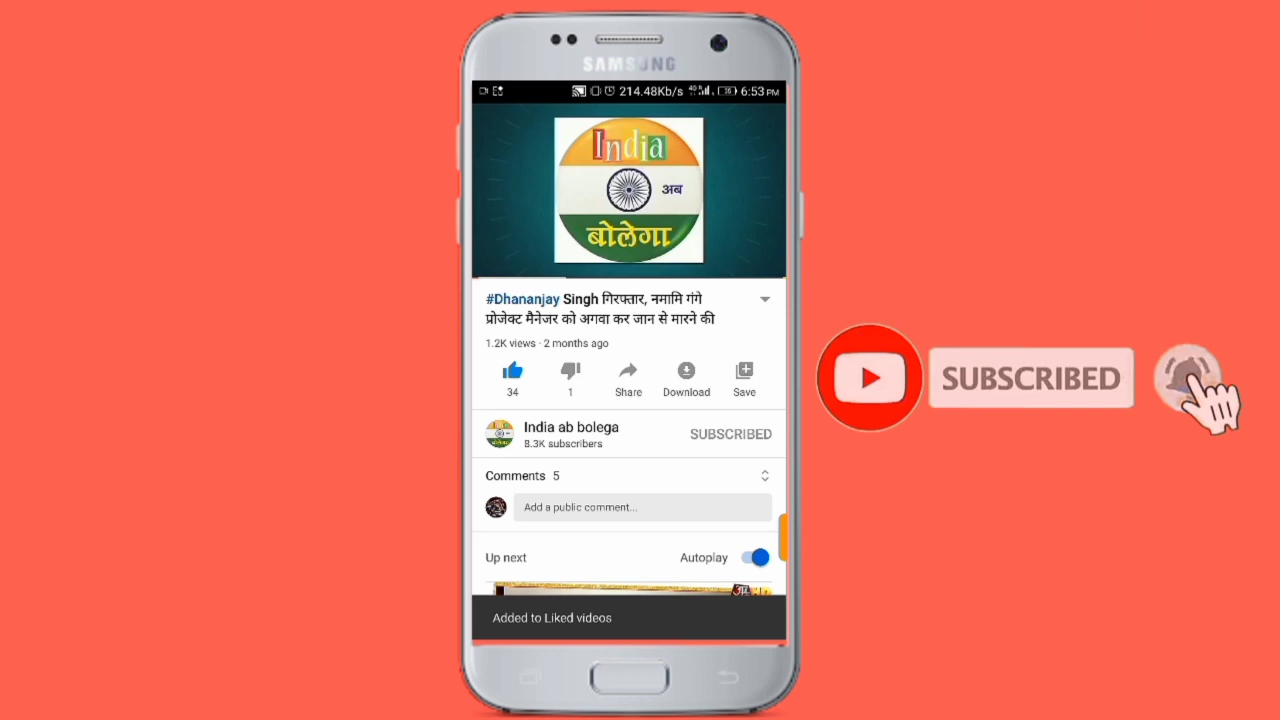 SAMSUNG
214.48Kb/s 6:53 PM
India
अब
बोलेगा
#Dhananjay Singh गिरफ्तार, नमामि गंगे
प्रोजेक्ट मैनेजर को अगवा कर जान से मारने की
1.2K views · 2 months ago
34 1 Share Download Save
India ab bolega
8.3K subscribers
SUBSCRIBED
Comments 5
Add a public comment...
Up next Autoplay
Added to Liked videos
SUBSCRIBED